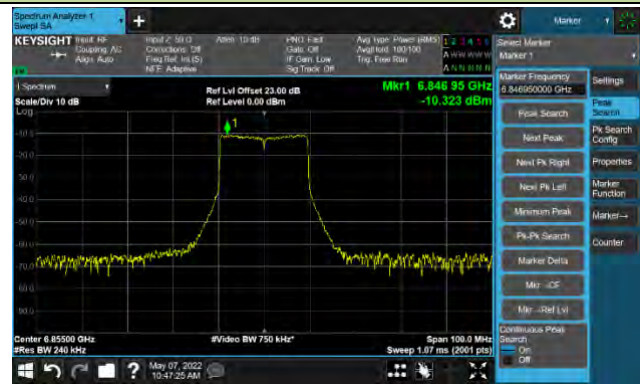 Spectrum Analyzer 1
Swept SA
Marker
KEYSIGHT Input: RF
Coupling: AC
Align: Auto
Input Z: 50 Ω
Corrections: Off
Freq Ref: Int (S)
NFE: Adaptive
Atten: 10 dB
PNO: Fast
Gate: Off
IF Gain: Low
Sig Track: Off
Avg Type: Power (RMS)
Avg|Hold: 100/100
Trig: Free Run
1 2 3 4 5 6
A W W W W W
A N N N N N
Select Marker
Marker 1
1 Spectrum
Scale/Div 10 dB
Log
Ref Lvl Offset 23.00 dB
Ref Level 0.00 dBm
Mkr1 6.846 95 GHz
-10.323 dBm
1
-10.0
-20.0
-30.0
-40.0
-50.0
-60.0
-70.0
-80.0
-90.0
Center 6.85500 GHz
#Res BW 240 kHz
#Video BW 750 kHz*
Span 100.0 MHz
Sweep 1.07 ms (2001 pts)
Marker Frequency
6.846950000 GHz
Peak Search
Next Peak
Next Pk Right
Next Pk Left
Minimum Peak
Pk-Pk Search
Marker Delta
Mkr→CF
Mkr→Ref Lvl
Continuous Peak
Search
On
Off
Settings
Peak
Search
Pk Search
Config
Properties
Marker
Function
Marker→
Counter
May 07, 2022
10:47:25 AM